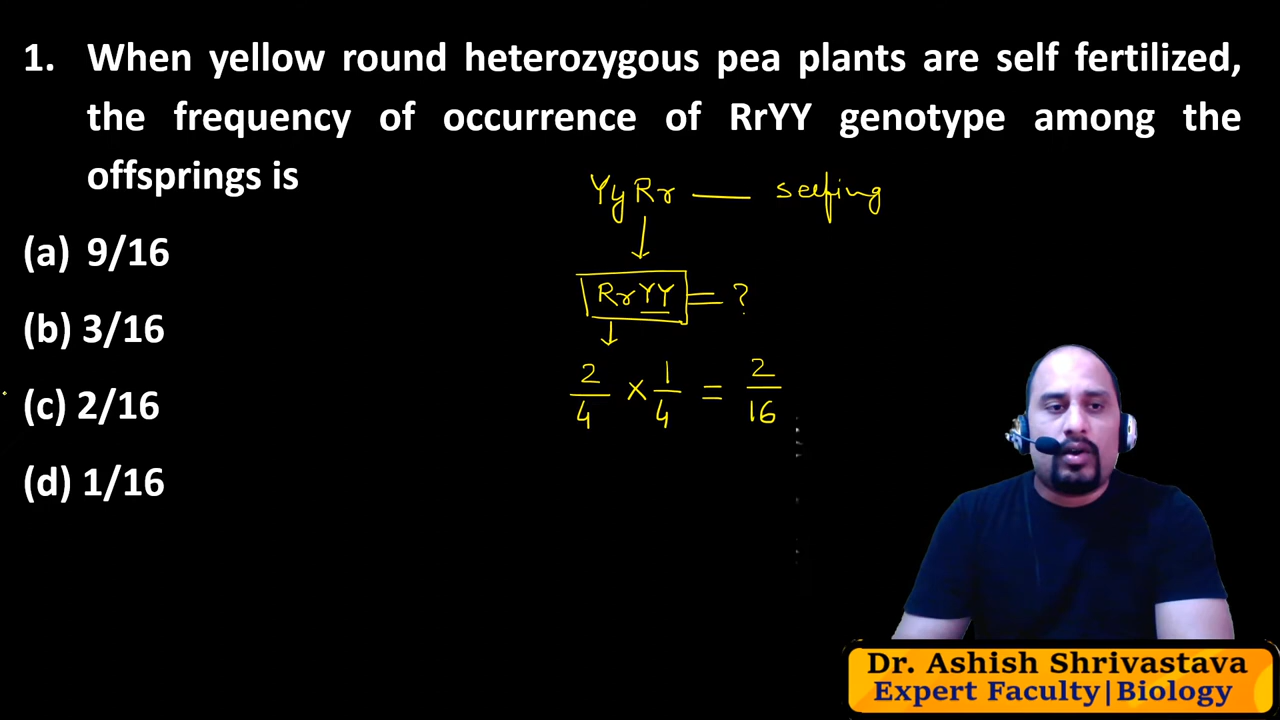 1. When yellow round heterozygous pea plants are self fertilized,
the frequency of occurrence of RrYY genotype among the
offsprings is
YyRr — selfing
(a) 9/16
RrYY = ?
(b) 3/16
2/4 × 1/4 = 2/16
(c) 2/16
(d) 1/16
Dr. Ashish Shrivastava
Expert Faculty|Biology